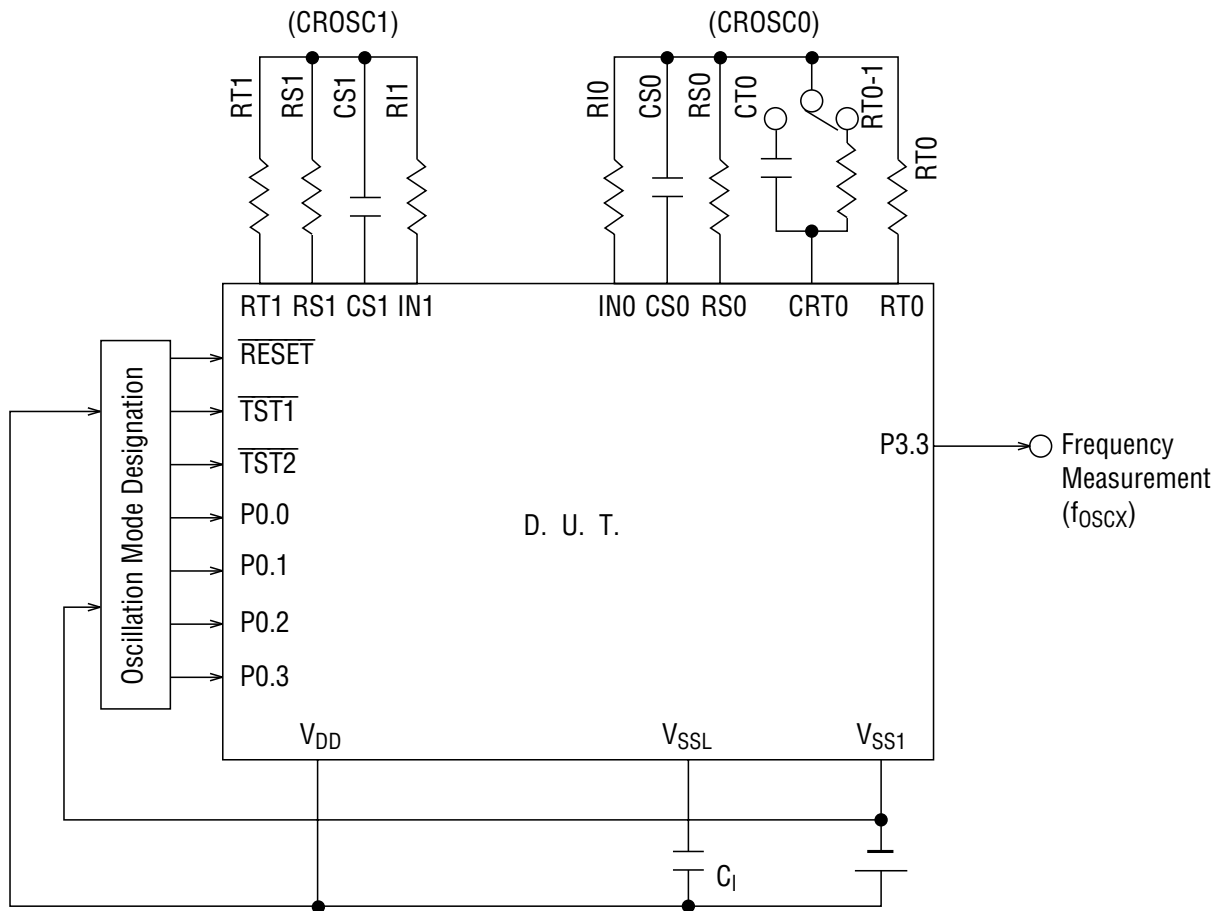 (CROSC1)
(CROSC0)
RT1
RS1
CS1
RI1
RI0
CS0
RS0
CT0
RT0-1
RT0
RT1 RS1 CS1 IN1
IN0 CS0 RS0 CRT0 RT0
Oscillation Mode Designation
RESET
TST1
TST2
P0.0
P0.1
P0.2
P0.3
D. U. T.
P3.3
Frequency
Measurement
(fOSCX)
VDD
VSSL
VSS1
Cl